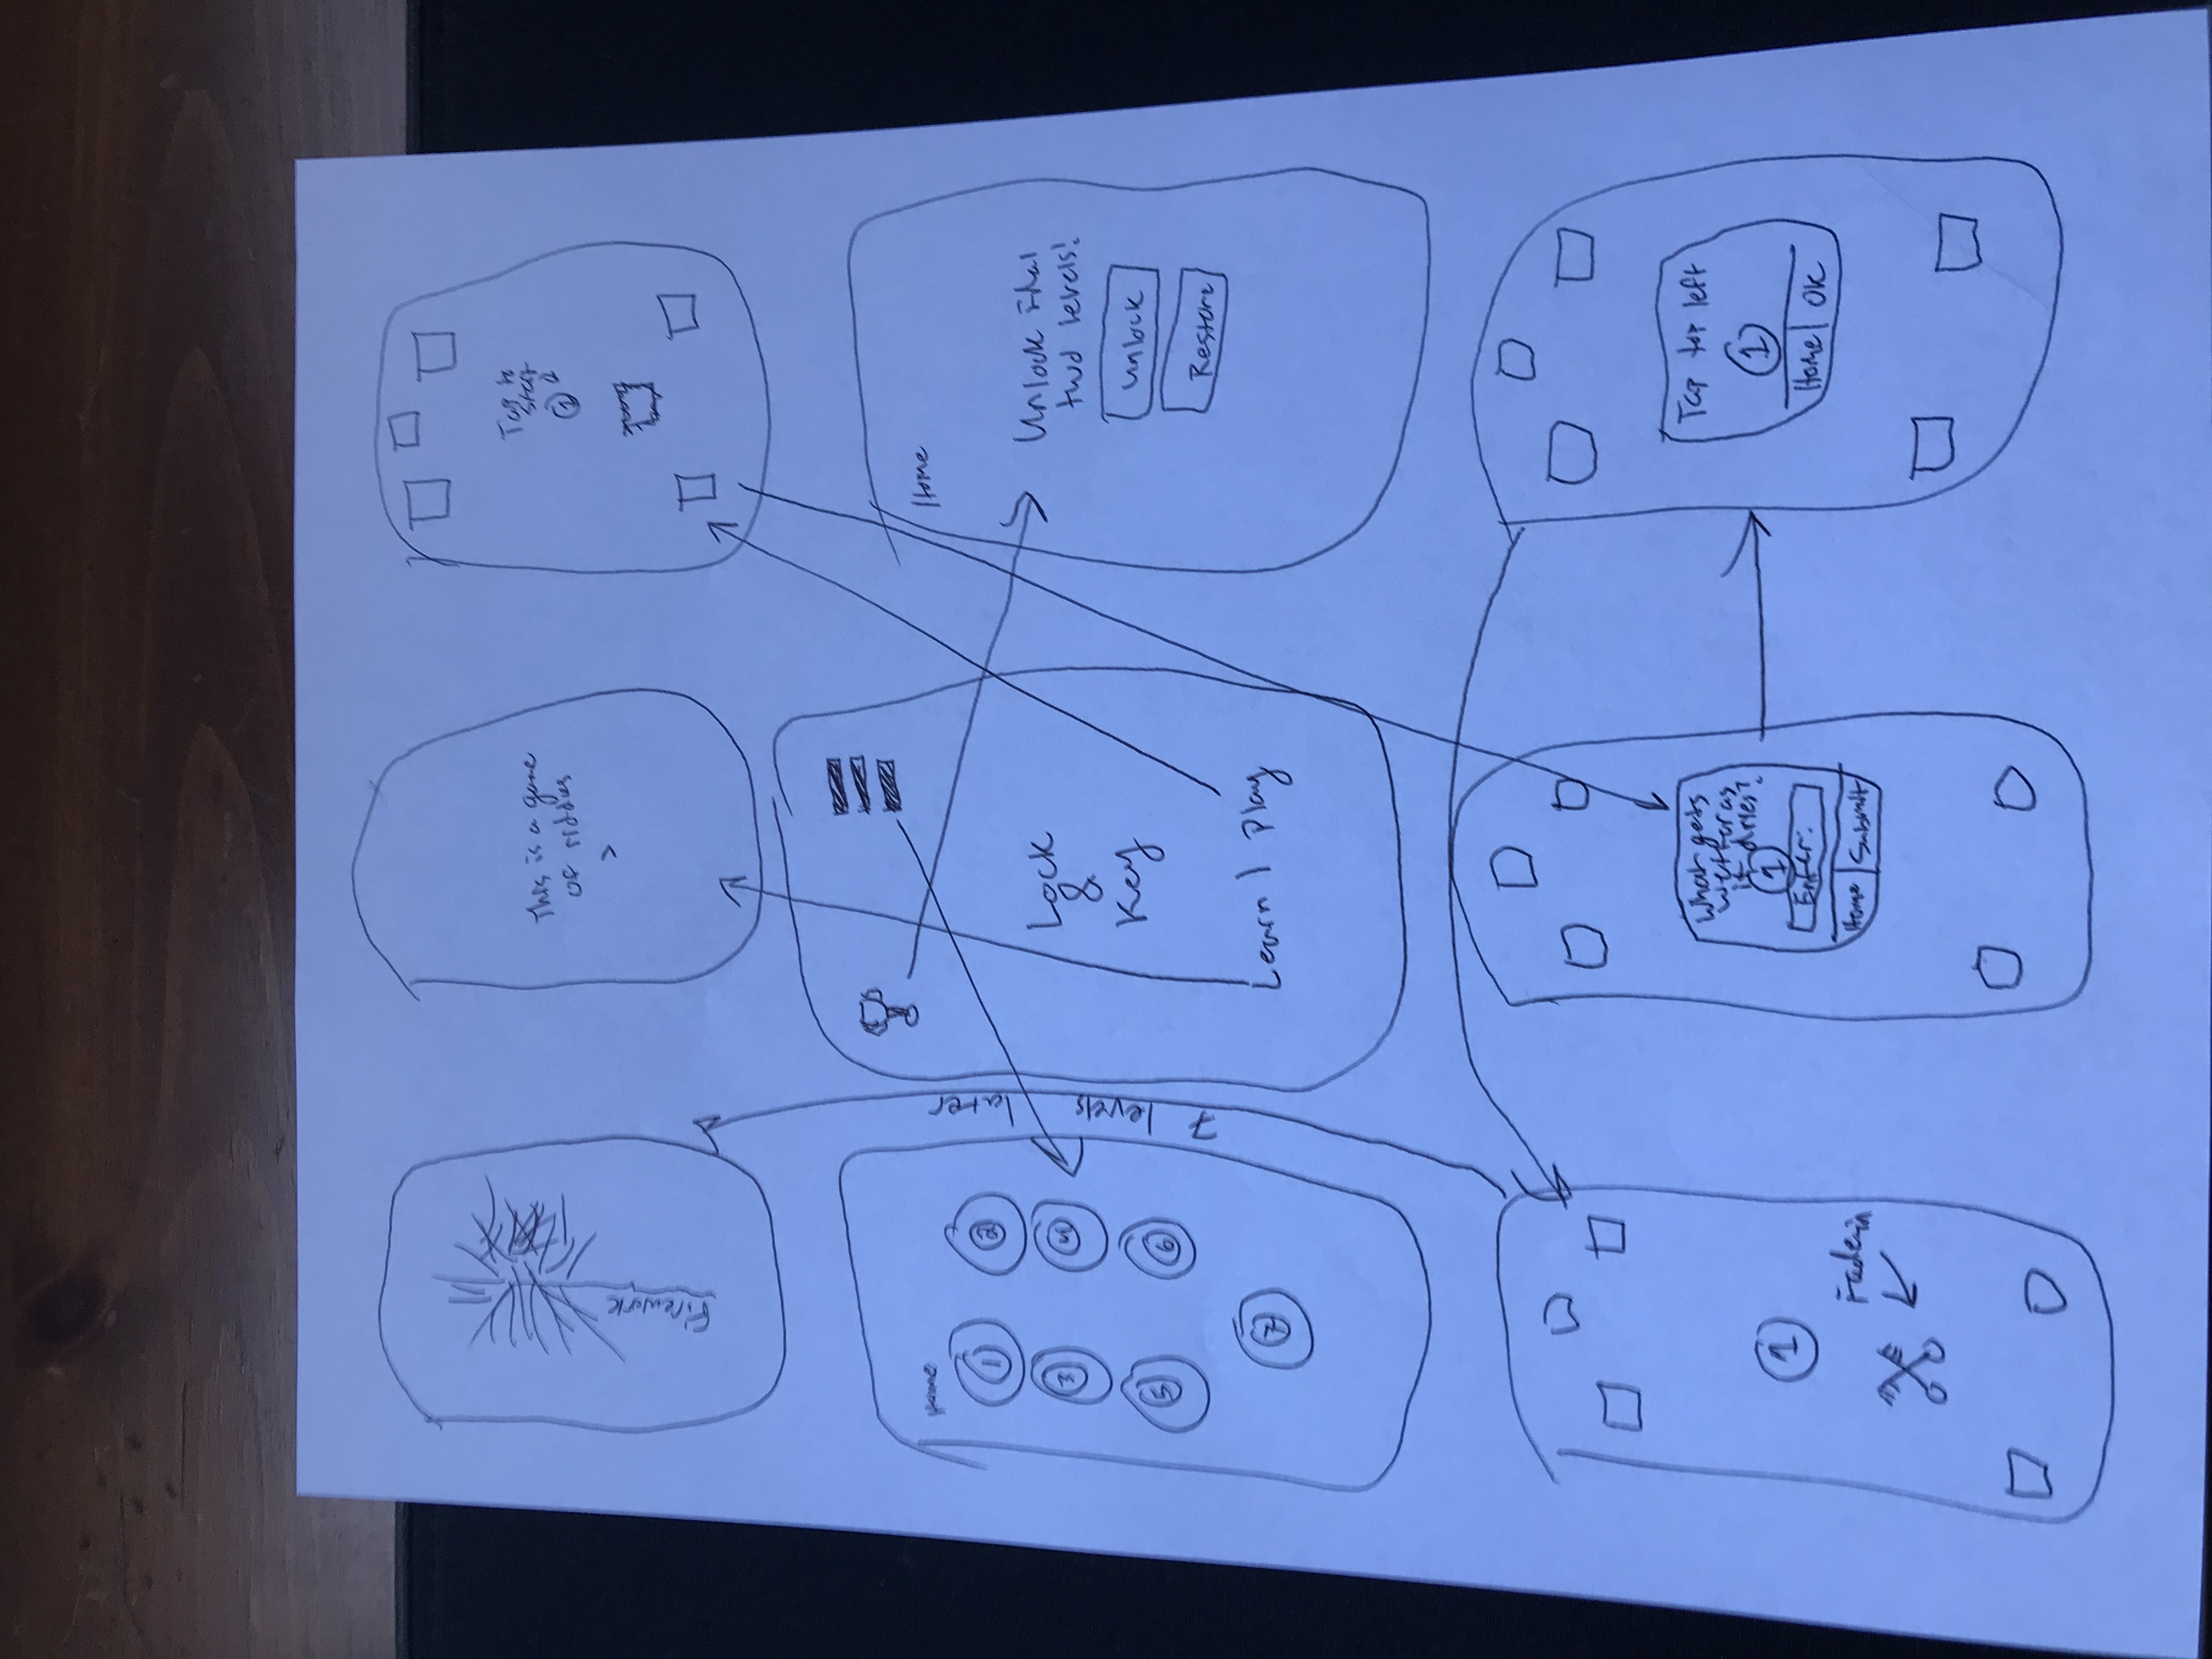 Firework
This is a game
of riddles
>
Tap to
start
1
Home
1
2
3
4
5
6
7
7 levels later
Lock
&
Key
Learn | Play
Home
Unlock Final
two levels!
Unlock
Restore
1
Fade in
What gets
wetter as
it dries?
1
Enter:
Home | Submit
Tap top left
1
Home | OK